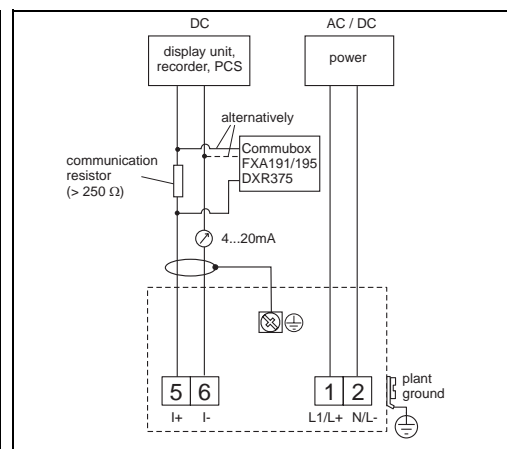 DC
AC / DC
display unit,
recorder, PCS
power
alternatively
Commubox
FXA191/195
DXR375
communication
resistor
(> 250 Ω)
4...20mA
5 6
1 2
I+ I-
L1/L+ N/L-
plant
ground